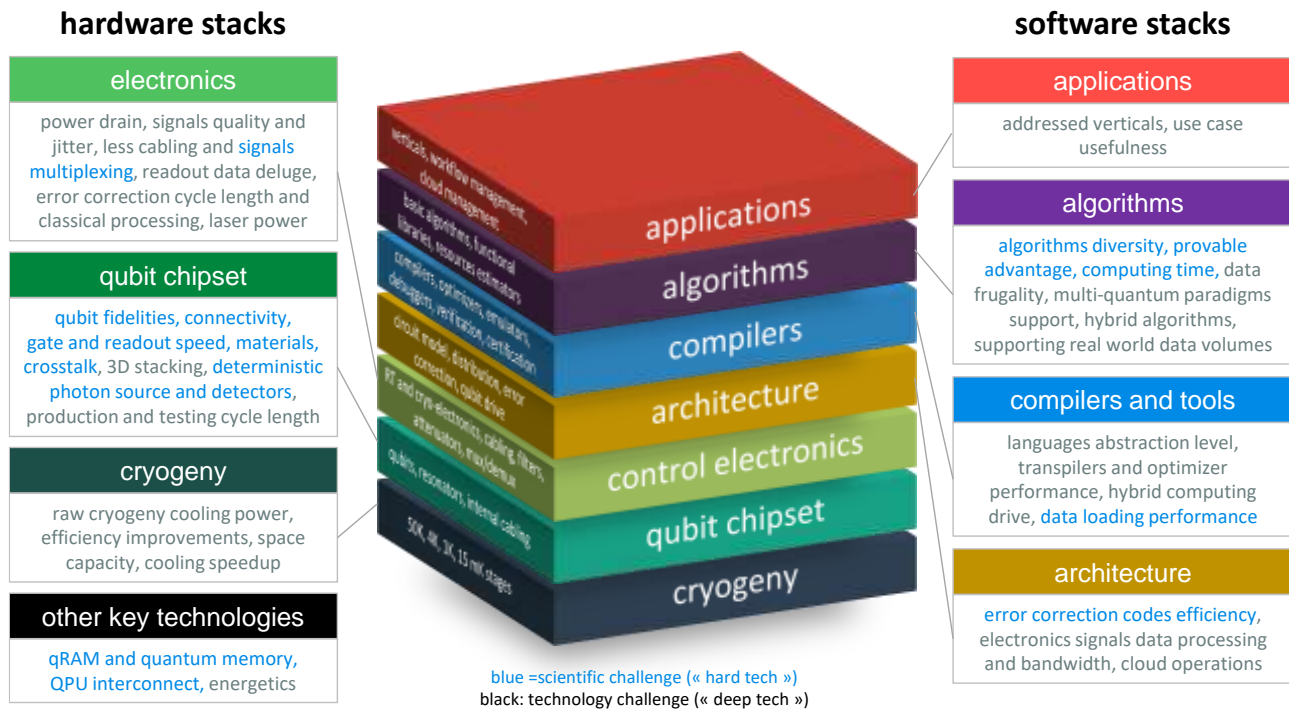 hardware stacks
electronics
power drain, signals quality and
jitter, less cabling and signals
multiplexing, readout data deluge,
error correction cycle length and
classical processing, laser power
qubit chipset
qubit fidelities, connectivity,
gate and readout speed, materials,
crosstalk, 3D stacking, deterministic
photon source and detectors,
production and testing cycle length
cryogeny
raw cryogeny cooling power,
efficiency improvements, space
capacity, cooling speedup
other key technologies
qRAM and quantum memory,
QPU interconnect, energetics
verticals, workflow management,
cloud management
applications
basic algorithms, functional
libraries, resources estimators
algorithms
compilers, optimizers, emulators,
debuggers, verification, certification
compilers
circuit model, distribution, error
correction, qubit drive
architecture
RT and cryo-electronics, cabling, filters,
attenuators, mux/demux
control electronics
qubits, resonators, internal cabling
qubit chipset
50K, 4K, 1K, 15 mK stages
cryogeny
blue =scientific challenge (« hard tech »)
black: technology challenge (« deep tech »)
software stacks
applications
addressed verticals, use case
usefulness
algorithms
algorithms diversity, provable
advantage, computing time, data
frugality, multi-quantum paradigms
support, hybrid algorithms,
supporting real world data volumes
compilers and tools
languages abstraction level,
transpilers and optimizer
performance, hybrid computing
drive, data loading performance
architecture
error correction codes efficiency,
electronics signals data processing
and bandwidth, cloud operations